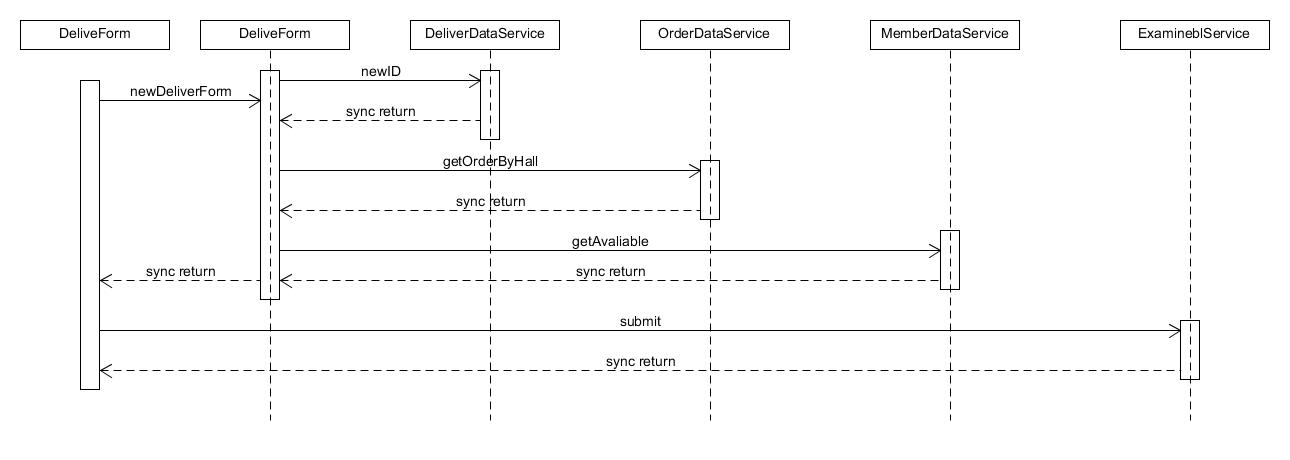 DeliveForm
DeliveForm
DeliverDataService
OrderDataService
MemberDataService
ExamineblService
newID
newDeliverForm
sync return
getOrderByHall
sync return
getAvaliable
sync return
sync return
submit
sync return